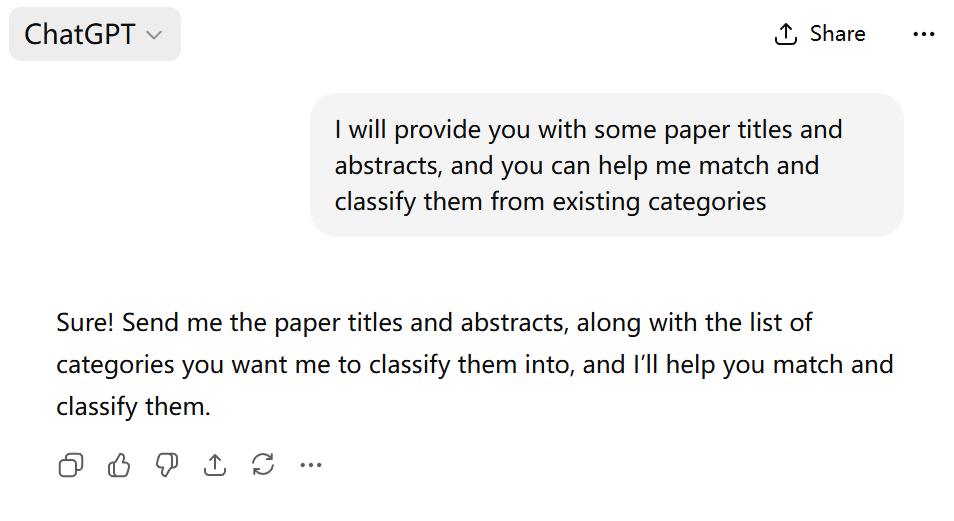 ChatGPT
Share
I will provide you with some paper titles and
abstracts, and you can help me match and
classify them from existing categories
Sure! Send me the paper titles and abstracts, along with the list of
categories you want me to classify them into, and I’ll help you match and
classify them.